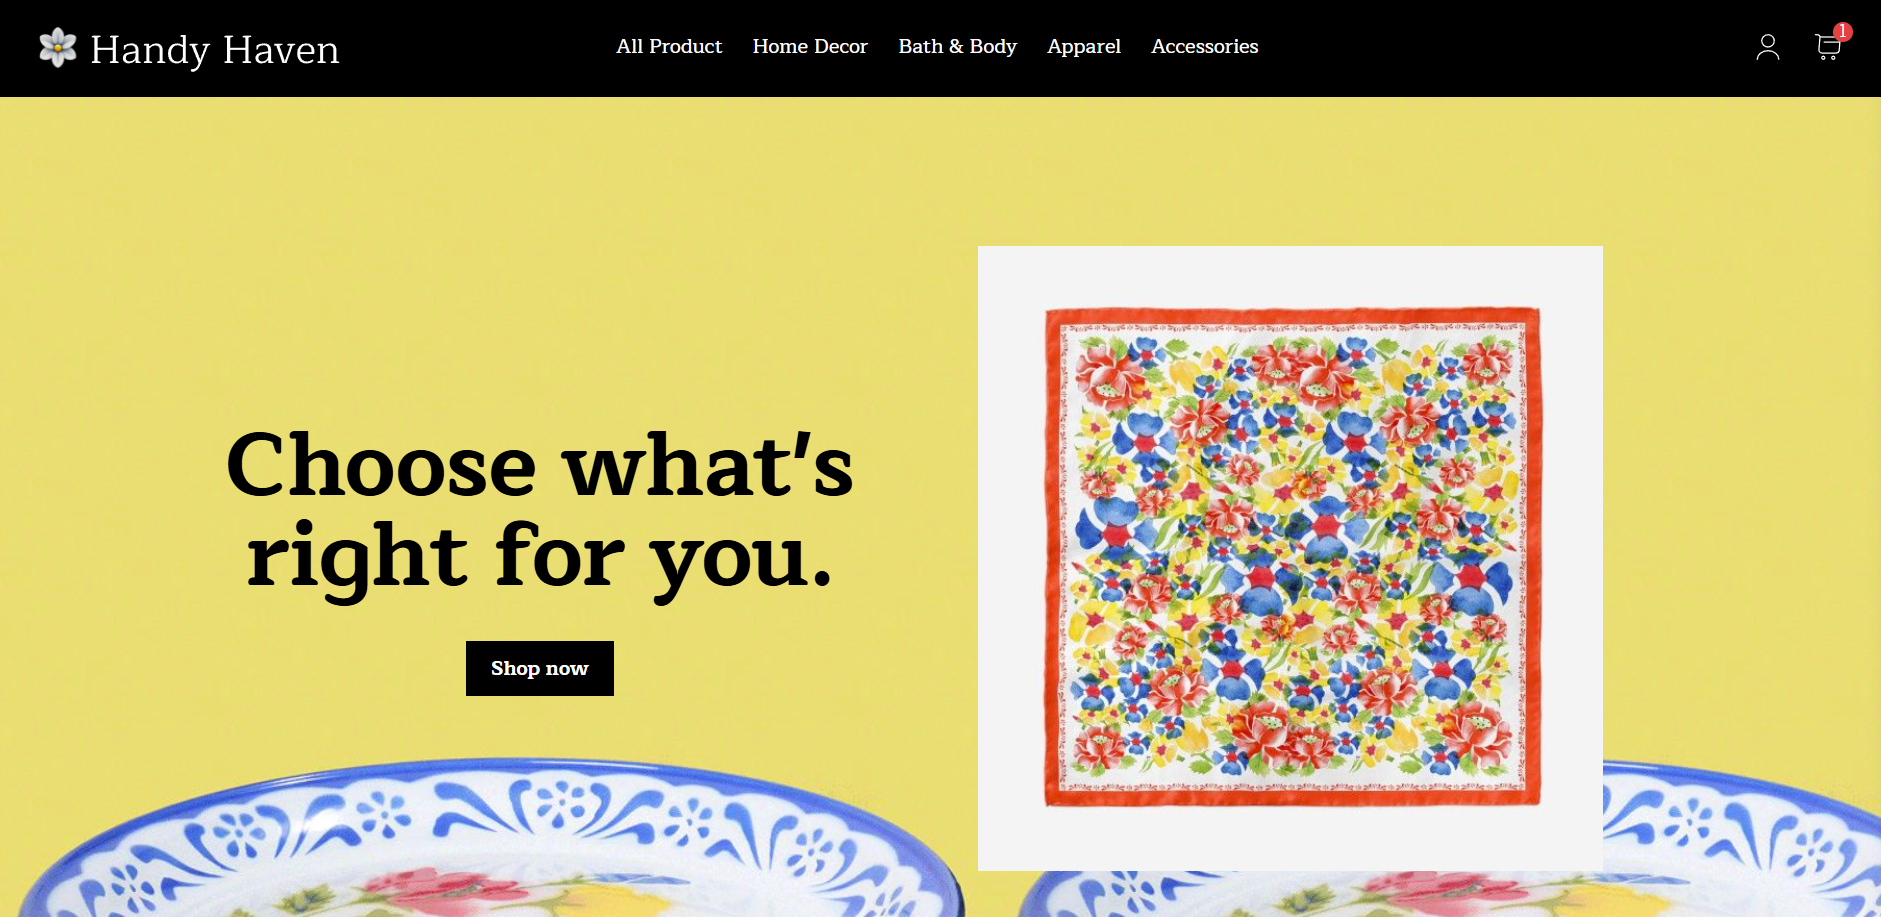 Handy Haven
All Product
Home Decor
Bath & Body
Apparel
Accessories
1
Choose what's
right for you.
Shop now